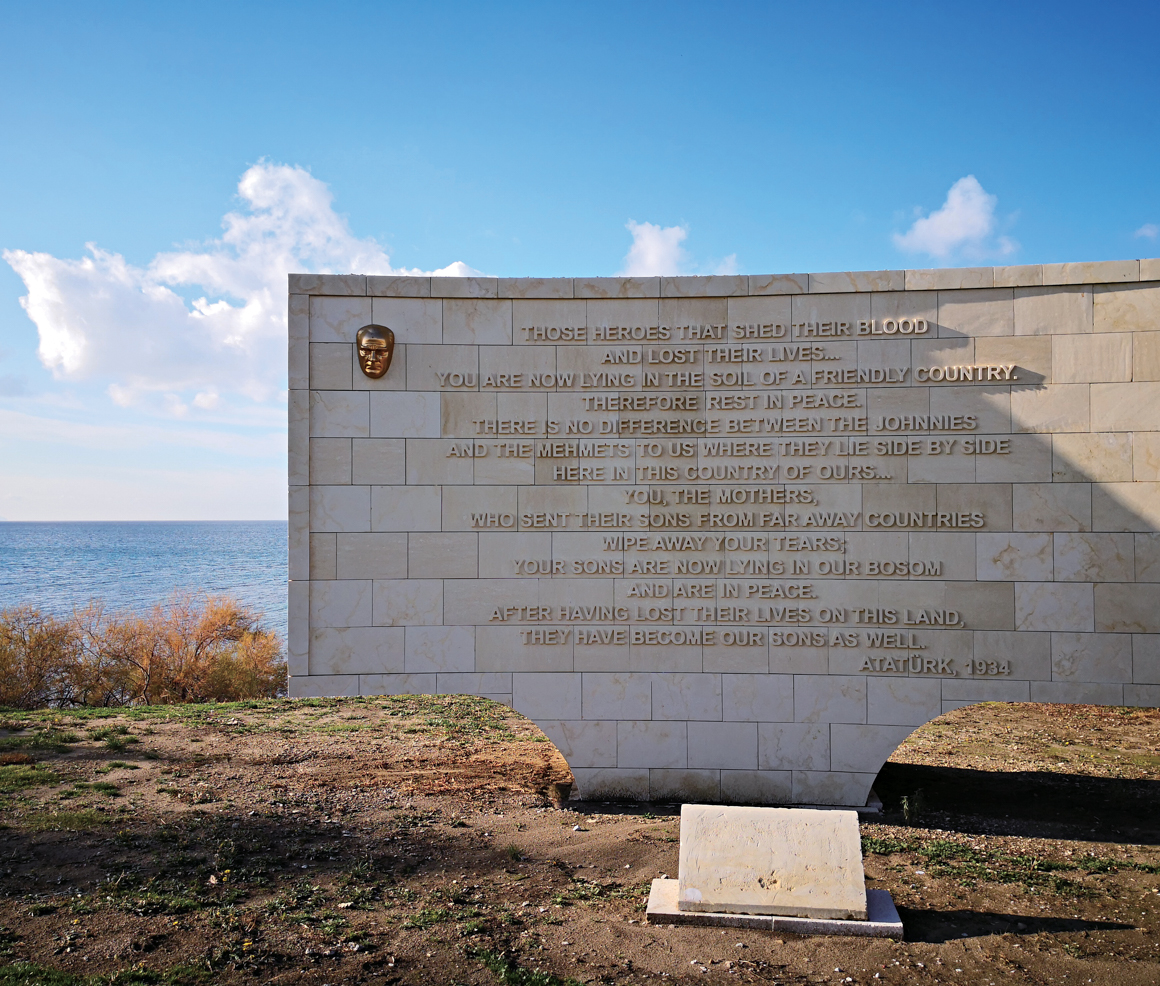 THOSE HEROES THAT SHED THEIR BLOOD
AND LOST THEIR LIVES...
YOU ARE NOW LYING IN THE SOIL OF A FRIENDLY COUNTRY.
THEREFORE REST IN PEACE.
THERE IS NO DIFFERENCE BETWEEN THE JOHNNIES
AND THE MEHMETS TO US WHERE THEY LIE SIDE BY SIDE
HERE IN THIS COUNTRY OF OURS...
YOU, THE MOTHERS,
WHO SENT THEIR SONS FROM FAR AWAY COUNTRIES
WIPE AWAY YOUR TEARS;
YOUR SONS ARE NOW LYING IN OUR BOSOM
AND ARE IN PEACE.
AFTER HAVING LOST THEIR LIVES ON THIS LAND,
THEY HAVE BECOME OUR SONS AS WELL.
ATATÜRK, 1934